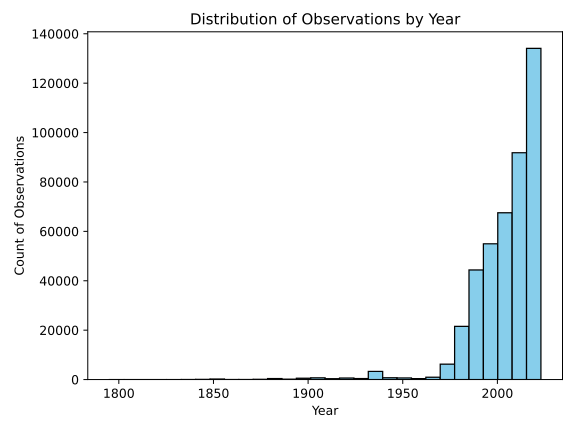 Distribution of Observations by Year
140000
120000
100000
80000
60000
40000
20000
0
Count of Observations
1800 1850 1900 1950 2000
Year